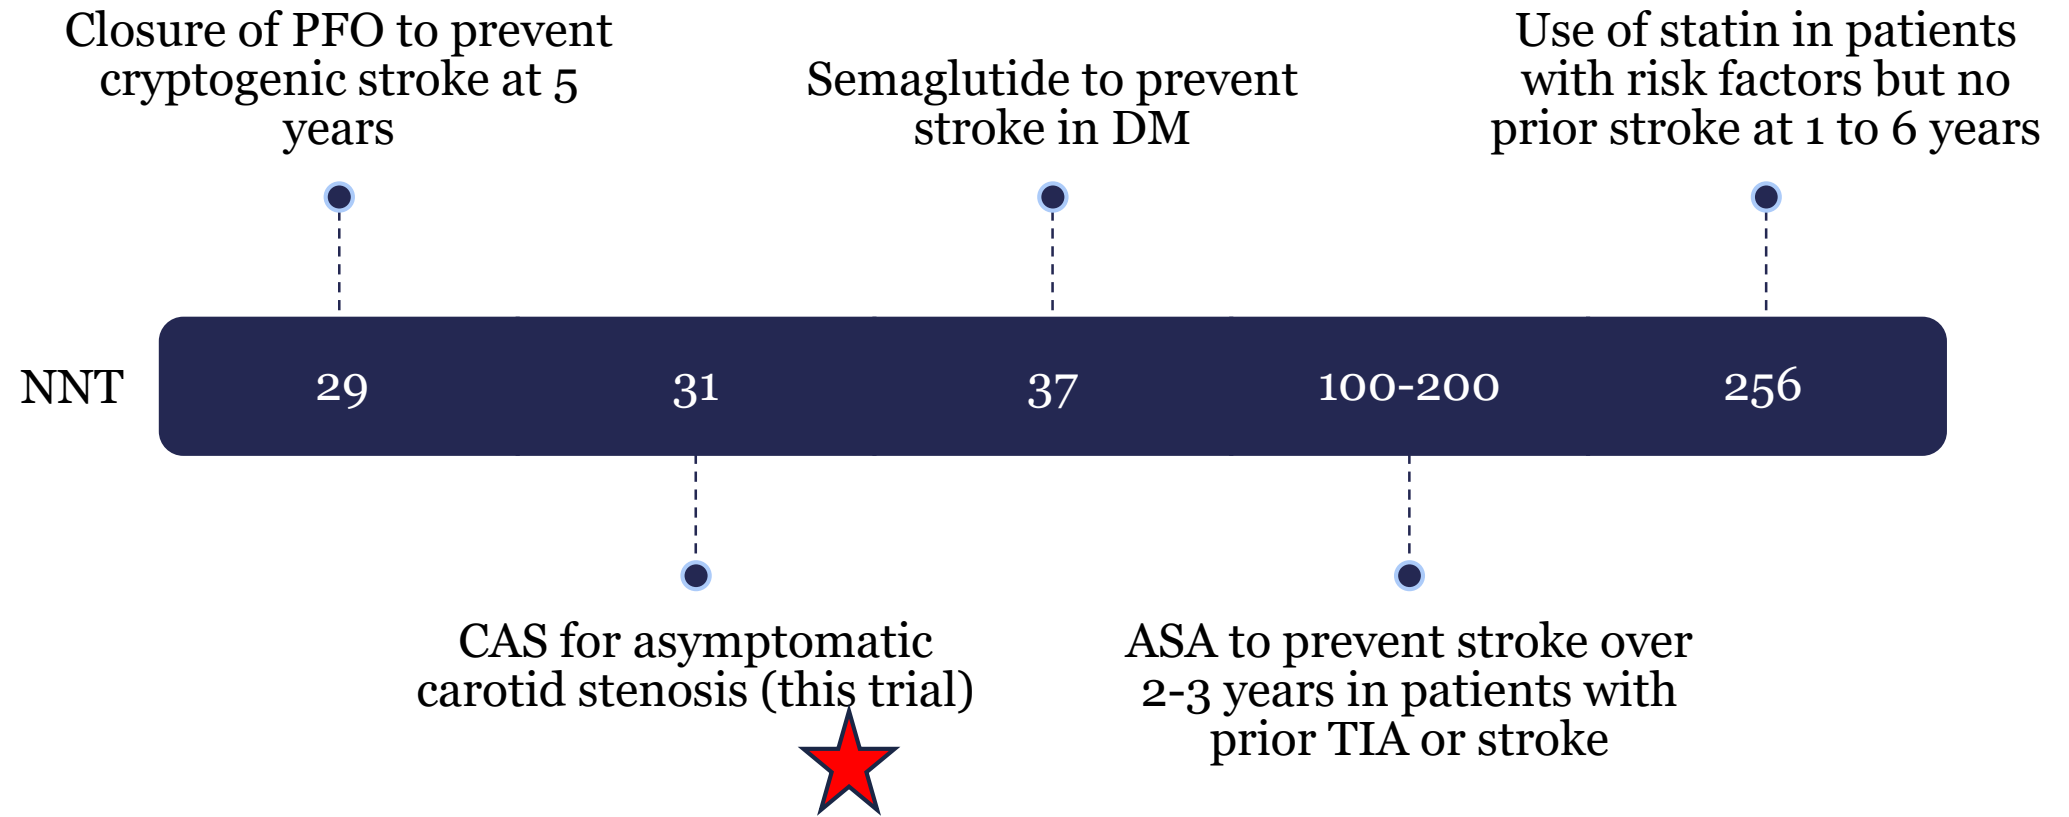 Closure of PFO to prevent
cryptogenic stroke at 5
years
Semaglutide to prevent
stroke in DM
Use of statin in patients
with risk factors but no
prior stroke at 1 to 6 years
NNT
29
31
37
100-200
256
CAS for asymptomatic
carotid stenosis (this trial)
ASA to prevent stroke over
2-3 years in patients with
prior TIA or stroke